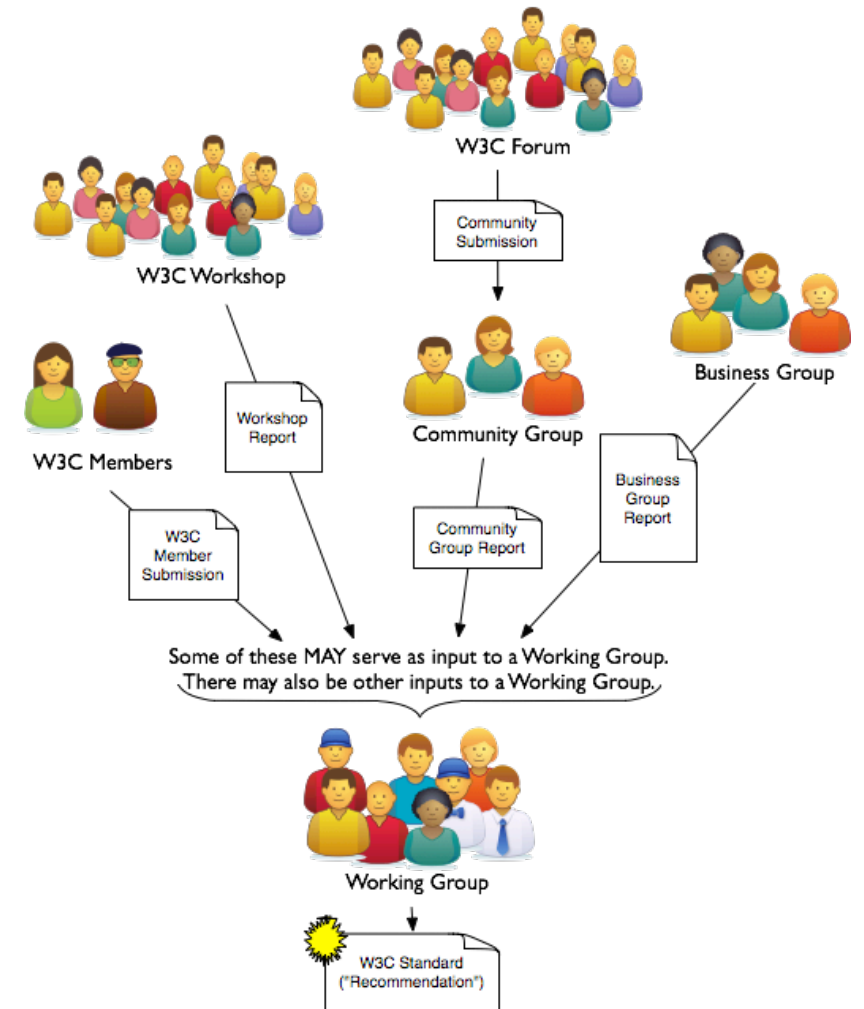 W3C Forum
Community
Submission
W3C Workshop
Business Group
W3C Members
Workshop
Report
Community Group
Business
Group
Report
W3C
Member
Submission
Community
Group Report
Some of these MAY serve as input to a Working Group.
There may also be other inputs to a Working Group.
Working Group
W3C Standard
("Recommendation")